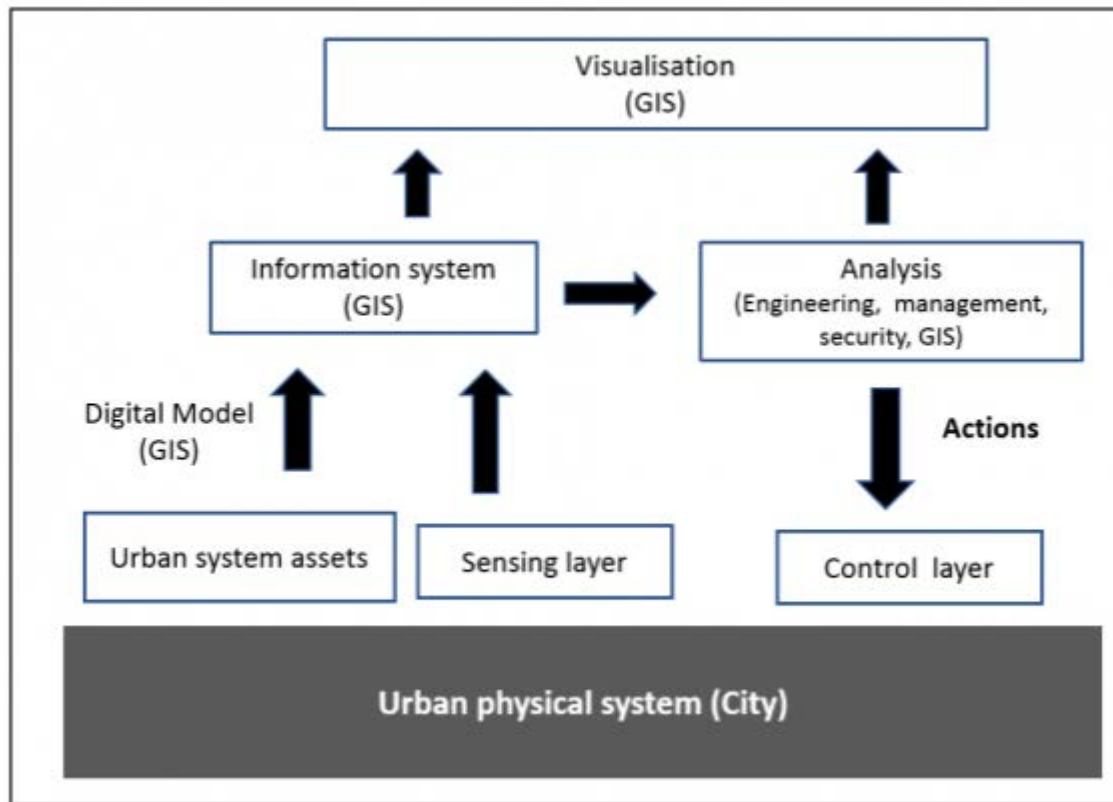 Visualisation
(GIS)
Information system
(GIS)
Analysis
(Engineering, management,
security, GIS)
Digital Model
(GIS)
Actions
Urban system assets
Sensing layer
Control layer
Urban physical system (City)